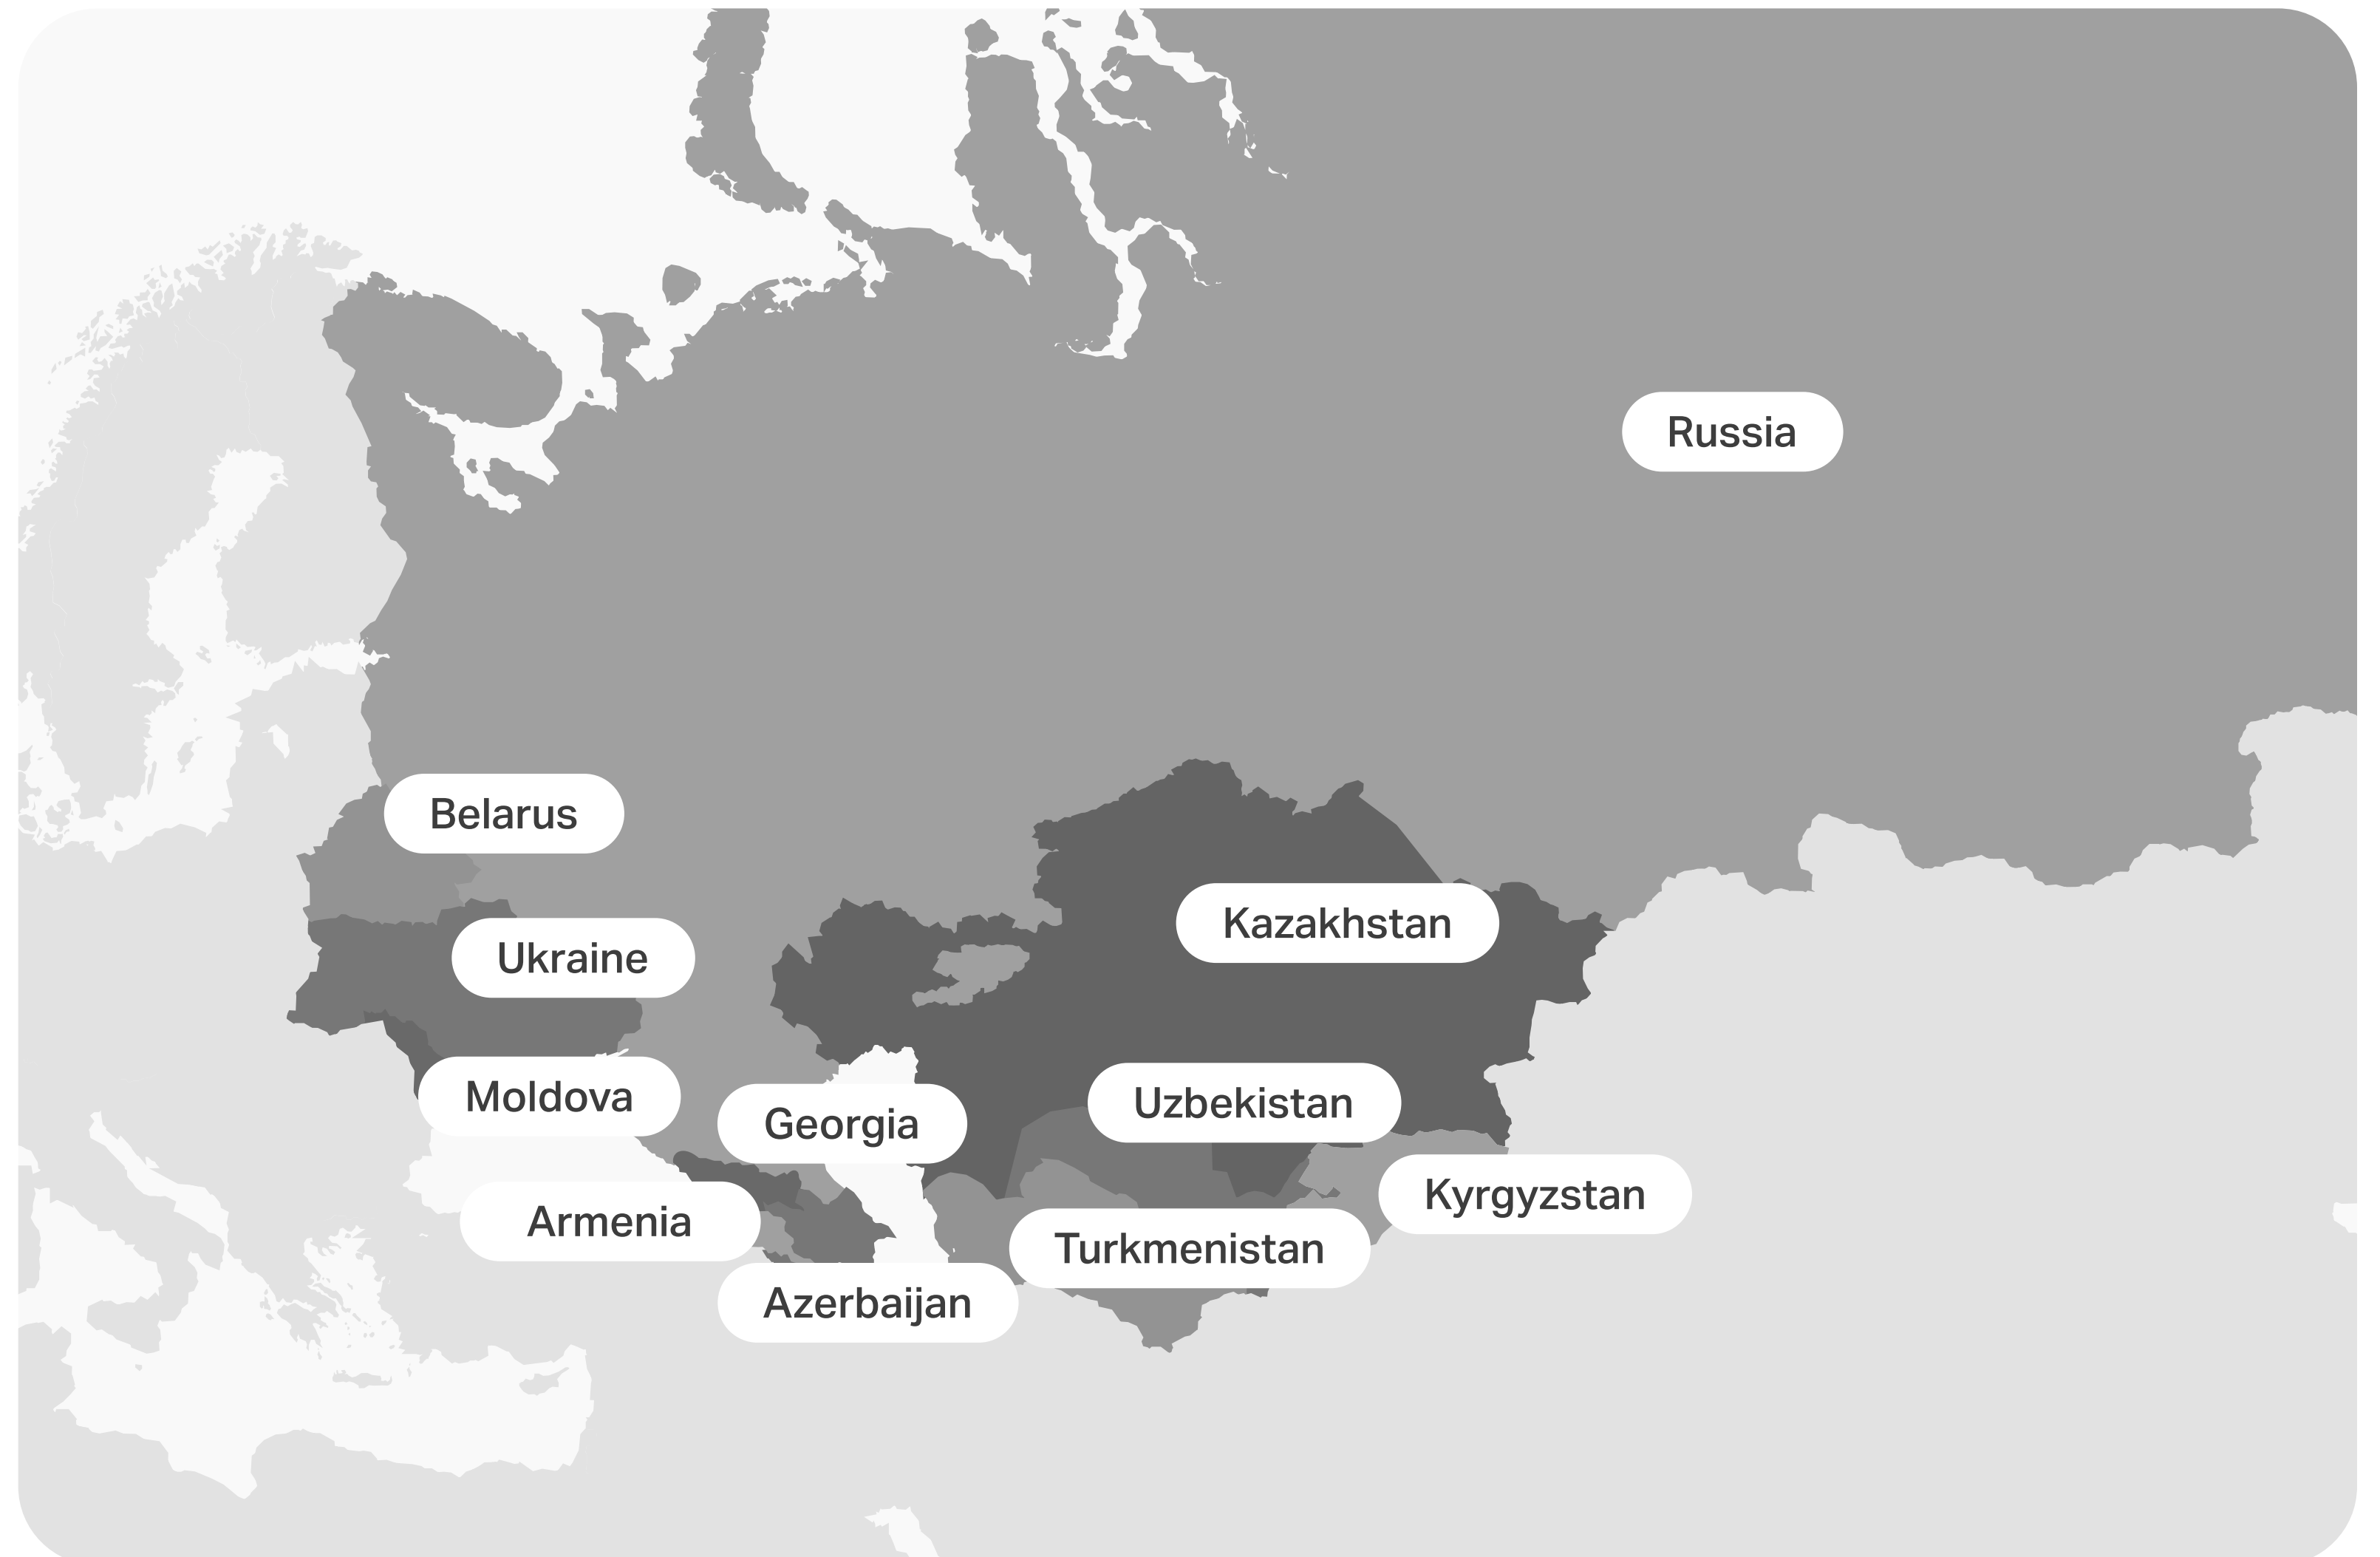 Russia
Belarus
Kazakhstan
Ukraine
Moldova
Uzbekistan
Georgia
Kyrgyzstan
Armenia
Turkmenistan
Azerbaijan